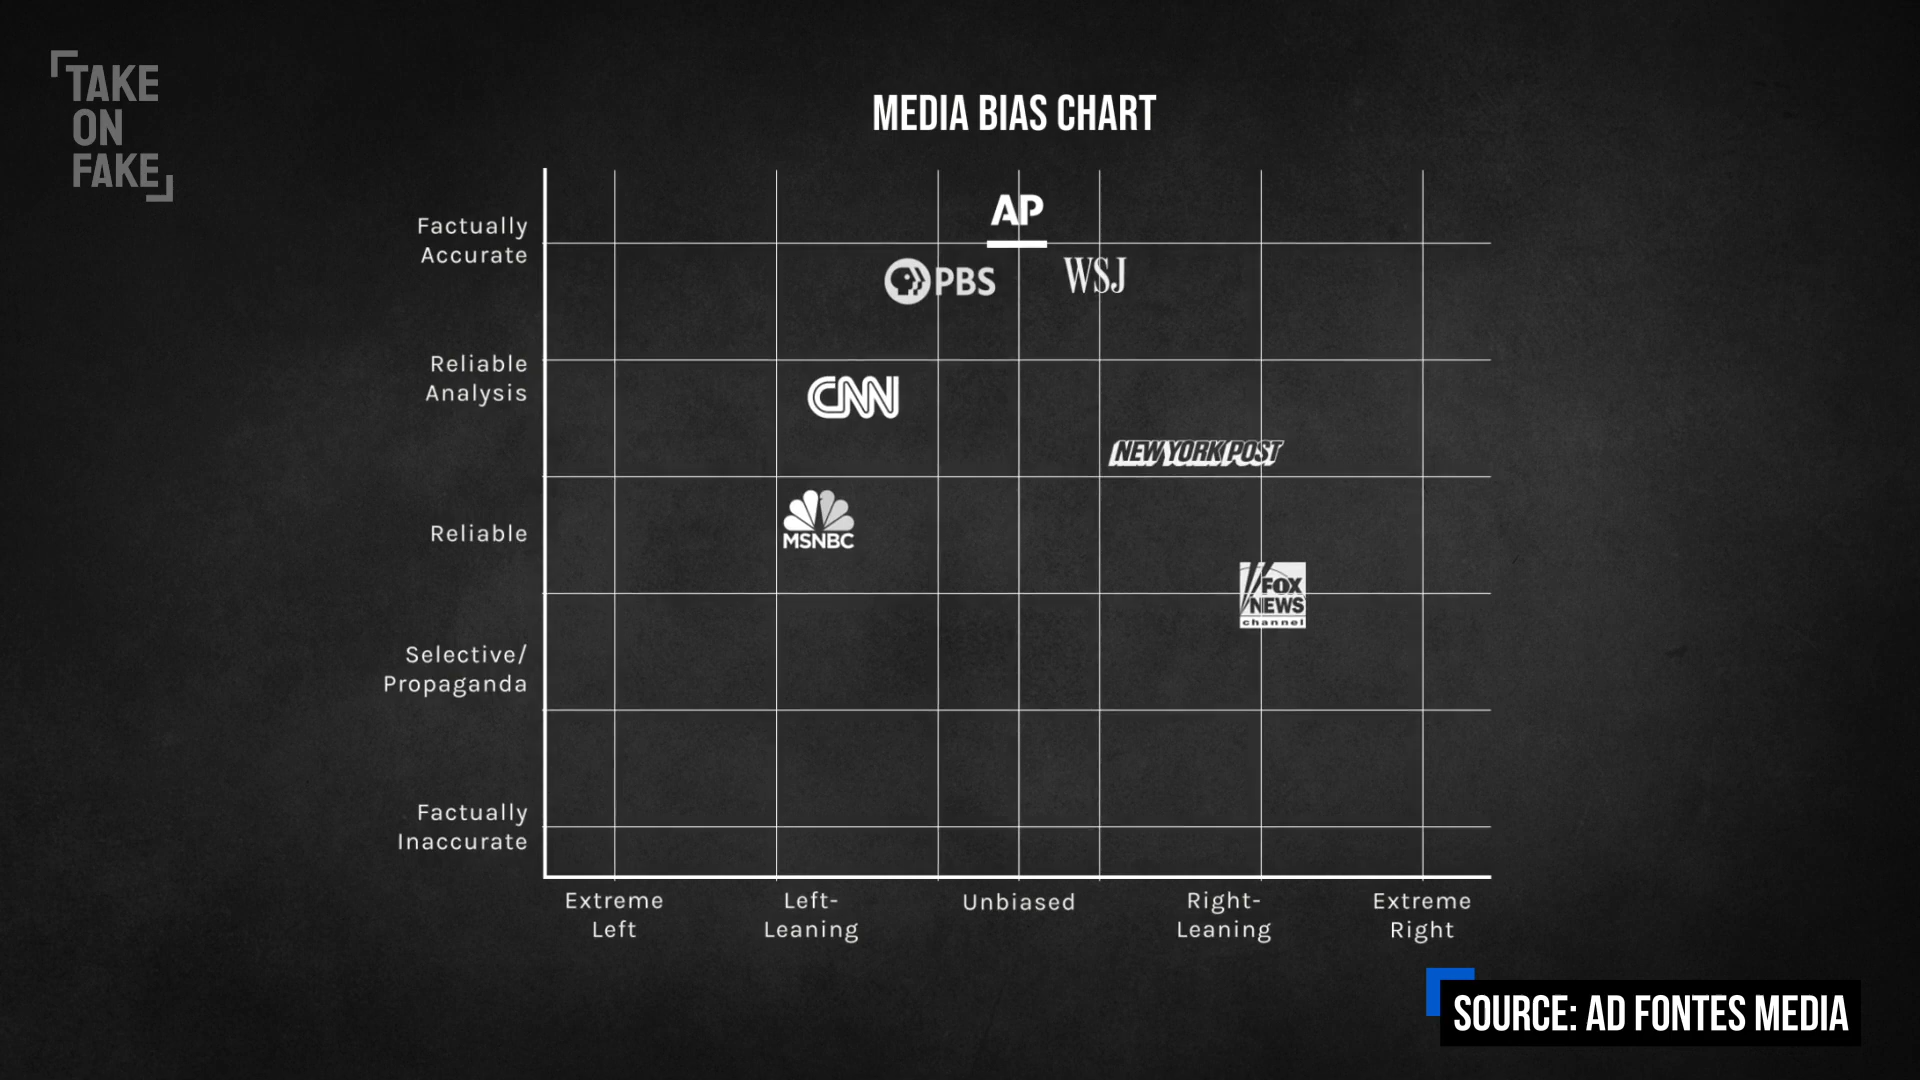 TAKE
ON
FAKE
MEDIA BIAS CHART
Factually
Accurate
Reliable
Analysis
Reliable
Selective/
Propaganda
Factually
Inaccurate
AP
PBS
WSJ
CNN
NEW YORK POST
MSNBC
FOX
NEWS
channel
Extreme
Left
Left-
Leaning
Unbiased
Right-
Leaning
Extreme
Right
SOURCE: AD FONTES MEDIA